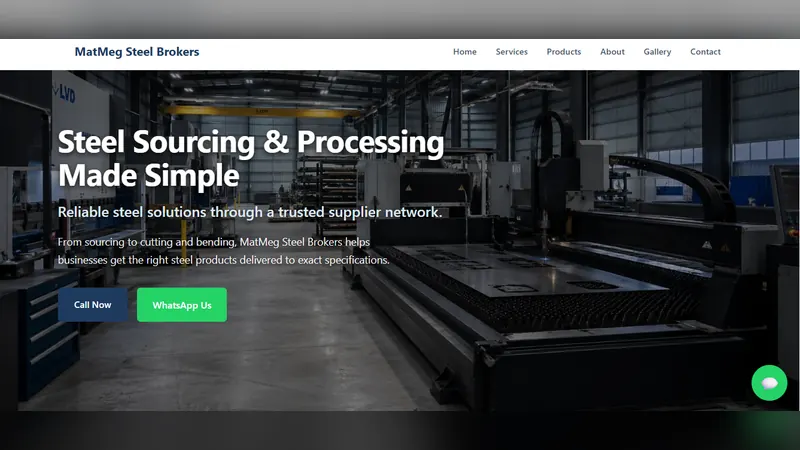 MatMeg Steel Brokers
Home Services Products About Gallery Contact
LVD
Steel Sourcing & Processing
Made Simple
Reliable steel solutions through a trusted supplier network.
From sourcing to cutting and bending, MatMeg Steel Brokers helps
businesses get the right steel products delivered to exact specifications.
Call Now WhatsApp Us